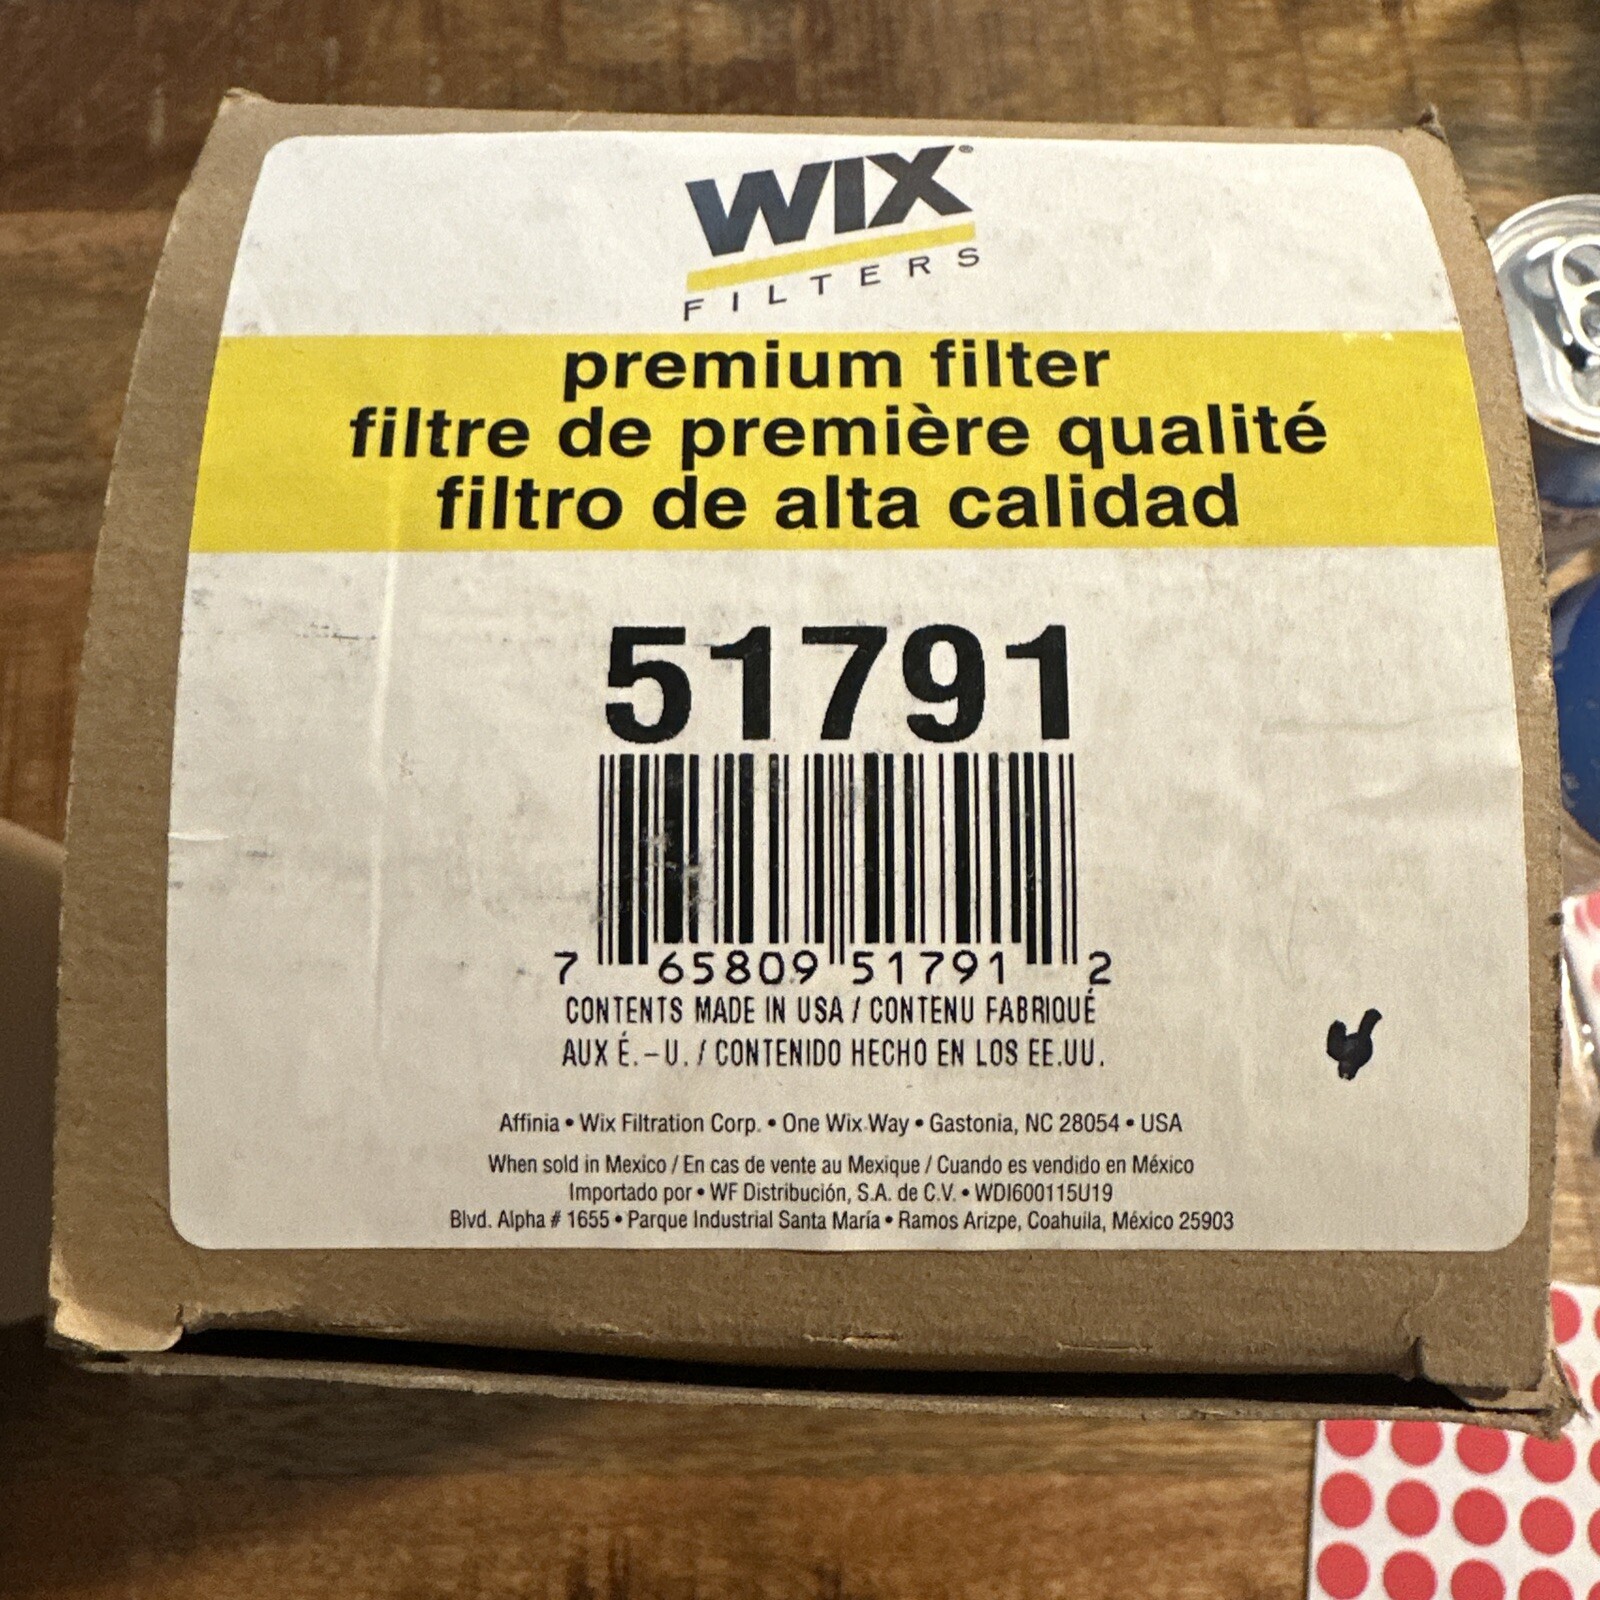 WIX®
FILTERS
premium filter
filtre de première qualité
filtro de alta calidad
51791
7 65809 51791 2
CONTENTS MADE IN USA / CONTENU FABRIQUÉ
AUX É.-U. / CONTENIDO HECHO EN LOS EE.UU.
Affinia • Wix Filtration Corp. • One Wix Way • Gastonia, NC 28054 • USA
When sold in Mexico / En cas de vente au Mexique / Cuando es vendido en México
Importado por • WF Distribución, S.A. de C.V. • WDI600115U19
Blvd. Alpha # 1655 • Parque Industrial Santa María • Ramos Arizpe, Coahuila, México 25903